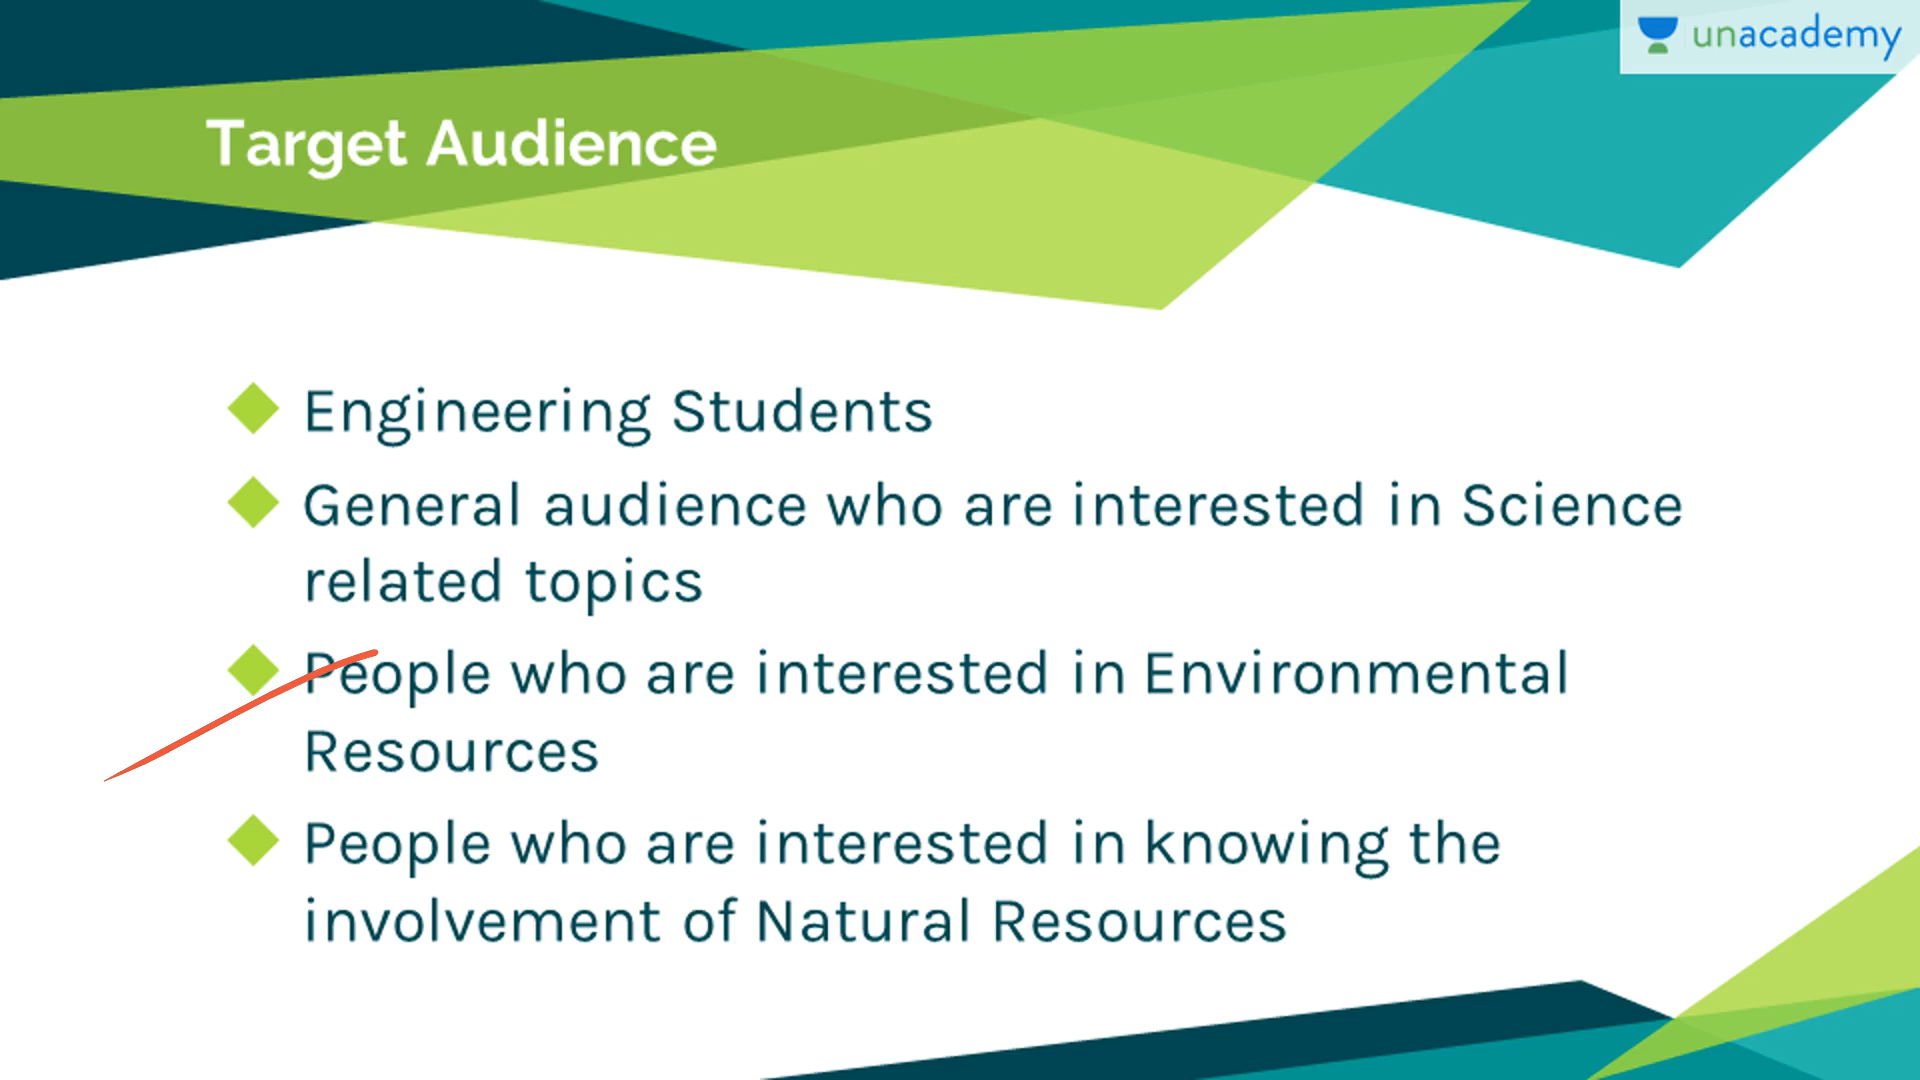 unacademy
Target Audience
Engineering Students
General audience who are interested in Science
related topics
People who are interested in Environmental
Resources
People who are interested in knowing the
involvement of Natural Resources